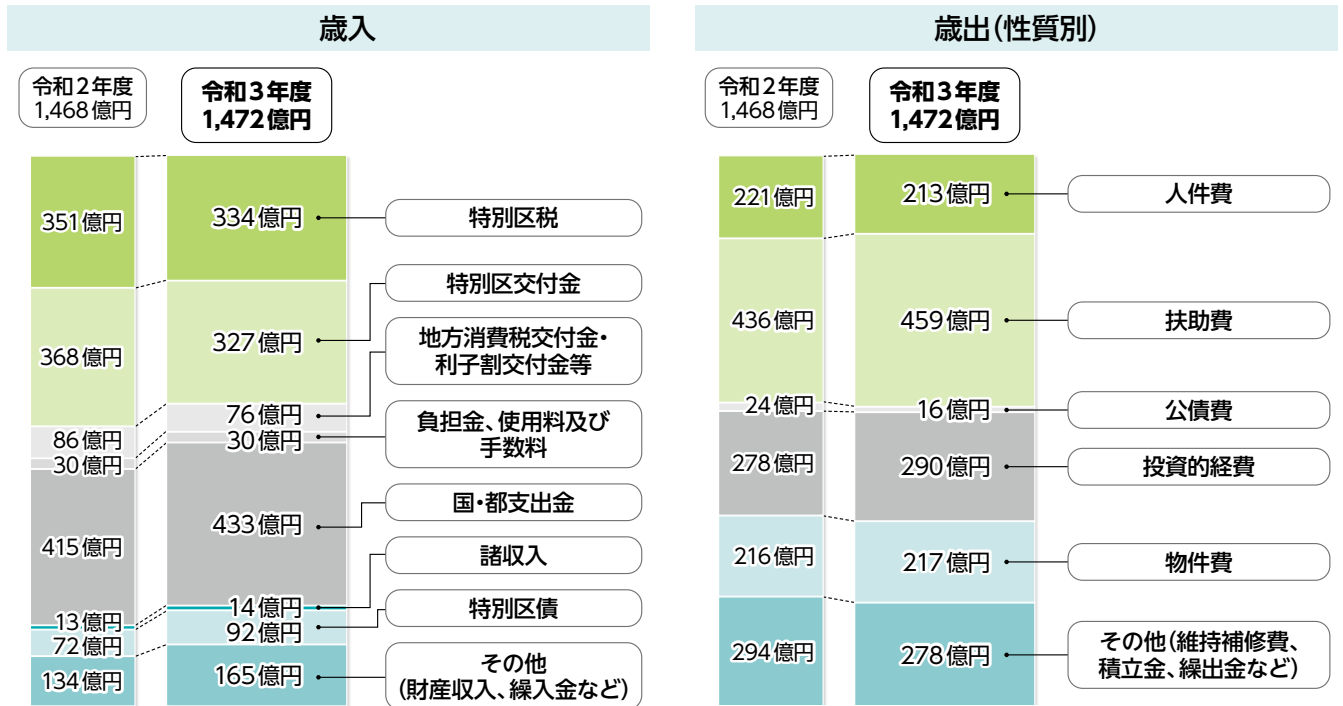 歳入
令和2年度
1,468億円
令和3年度
1,472億円
351億円
368億円
86億円
30億円
415億円
13億円
72億円
134億円
334億円
327億円
76億円
30億円
433億円
14億円
92億円
165億円
特別区税
特別区交付金
地方消費税交付金・
利子割交付金等
負担金、使用料及び
手数料
国・都支出金
諸収入
特別区債
その他
(財産収入、繰入金など)
歳出(性質別)
令和2年度
1,468億円
令和3年度
1,472億円
221億円
436億円
24億円
278億円
216億円
294億円
213億円
459億円
16億円
290億円
217億円
278億円
人件費
扶助費
公債費
投資的経費
物件費
その他(維持補修費、
積立金、繰出金など)